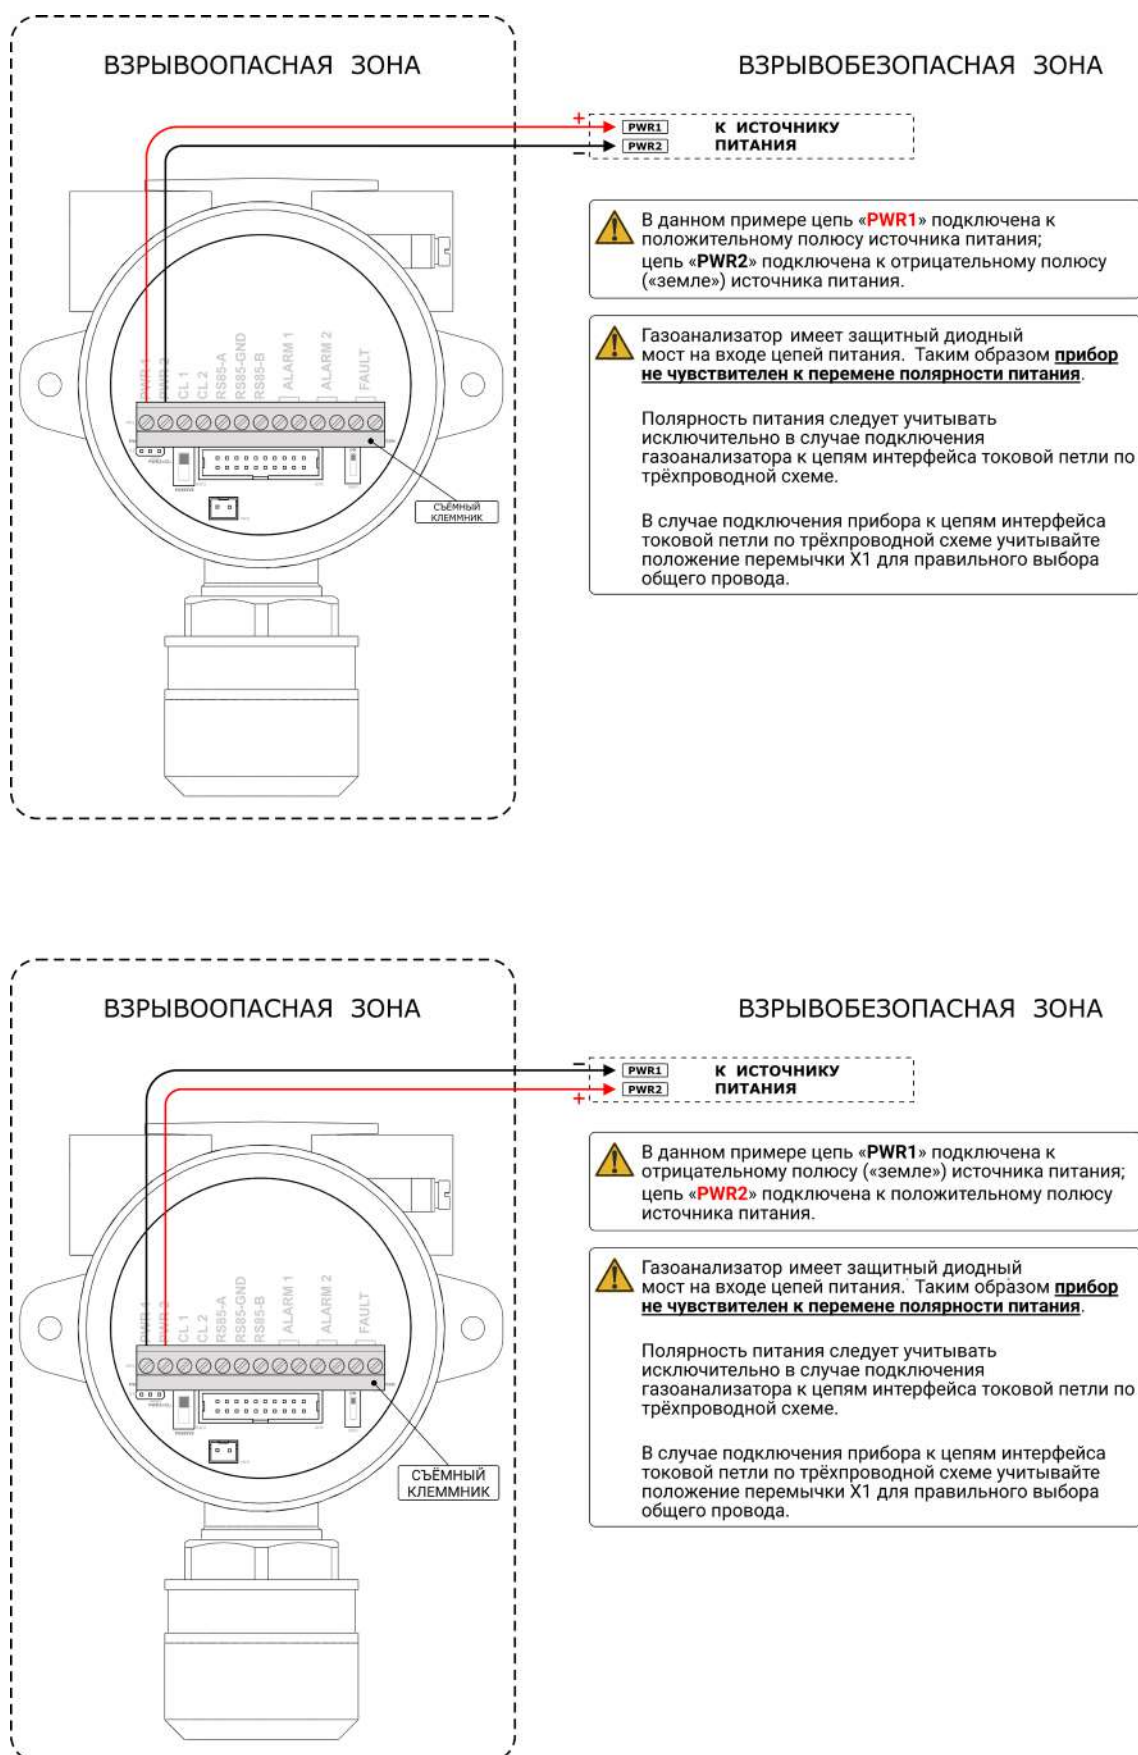 ВЗРЫВООПАСНАЯ ЗОНА
ВЗРЫВОБЕЗОПАСНАЯ ЗОНА
+
PWR1 К ИСТОЧНИКУ
PWR2 ПИТАНИЯ
–
В данном примере цепь «PWR1» подключена к
положительному полюсу источника питания;
цепь «PWR2» подключена к отрицательному полюсу
(«земле») источника питания.
Газоанализатор имеет защитный диодный
мост на входе цепей питания. Таким образом прибор
не чувствителен к перемене полярности питания.
Полярность питания следует учитывать
исключительно в случае подключения
газоанализатора к цепям интерфейса токовой петли по
трёхпроводной схеме.
В случае подключения прибора к цепям интерфейса
токовой петли по трёхпроводной схеме учитывайте
положение перемычки X1 для правильного выбора
общего провода.
PWR 1
PWR 2
CL 1
CL 2
RS85-A
RS85-GND
RS85-B
ALARM 1
ALARM 2
FAULT
СЪЁМНЫЙ
КЛЕММНИК
ВЗРЫВООПАСНАЯ ЗОНА
ВЗРЫВОБЕЗОПАСНАЯ ЗОНА
–
PWR1 К ИСТОЧНИКУ
PWR2 ПИТАНИЯ
+
В данном примере цепь «PWR1» подключена к
отрицательному полюсу («земле») источника питания;
цепь «PWR2» подключена к положительному полюсу
источника питания.
Газоанализатор имеет защитный диодный
мост на входе цепей питания. Таким образом прибор
не чувствителен к перемене полярности питания.
Полярность питания следует учитывать
исключительно в случае подключения
газоанализатора к цепям интерфейса токовой петли по
трёхпроводной схеме.
В случае подключения прибора к цепям интерфейса
токовой петли по трёхпроводной схеме учитывайте
положение перемычки X1 для правильного выбора
общего провода.
PWR 1
PWR 2
CL 1
CL 2
RS85-A
RS85-GND
RS85-B
ALARM 1
ALARM 2
FAULT
СЪЁМНЫЙ
КЛЕММНИК